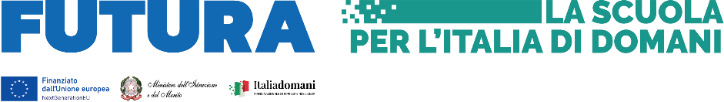 FUTURA
LA SCUOLA
PER L'ITALIA DI DOMANI
Finanziato
dall'Unione europea
NextGenerationEU
Ministero dell'Istruzione
e del Merito
Italiadomani